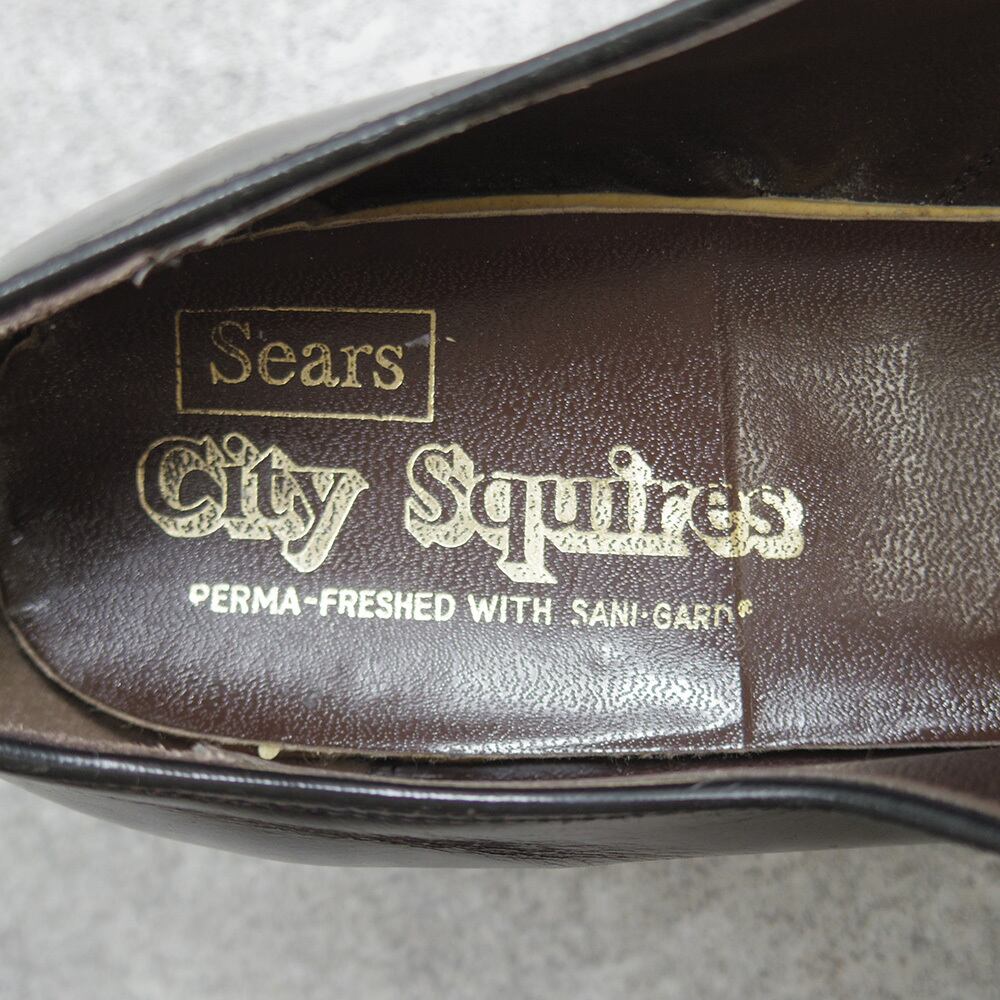 Sears
City Squires
PERMA-FRESHED WITH SANI-GARD®